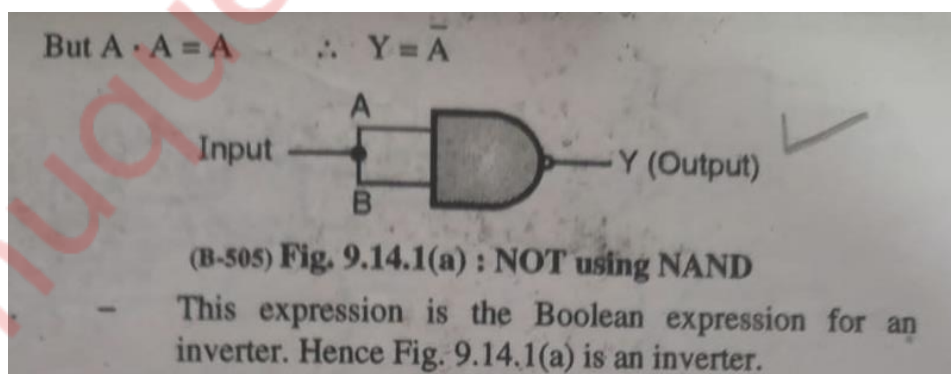 But A · A = A ∴ Y = A̅
A
Input
Y (Output)
B
(B-505) Fig. 9.14.1(a) : NOT using NAND
– This expression is the Boolean expression for an
inverter. Hence Fig. 9.14.1(a) is an inverter.